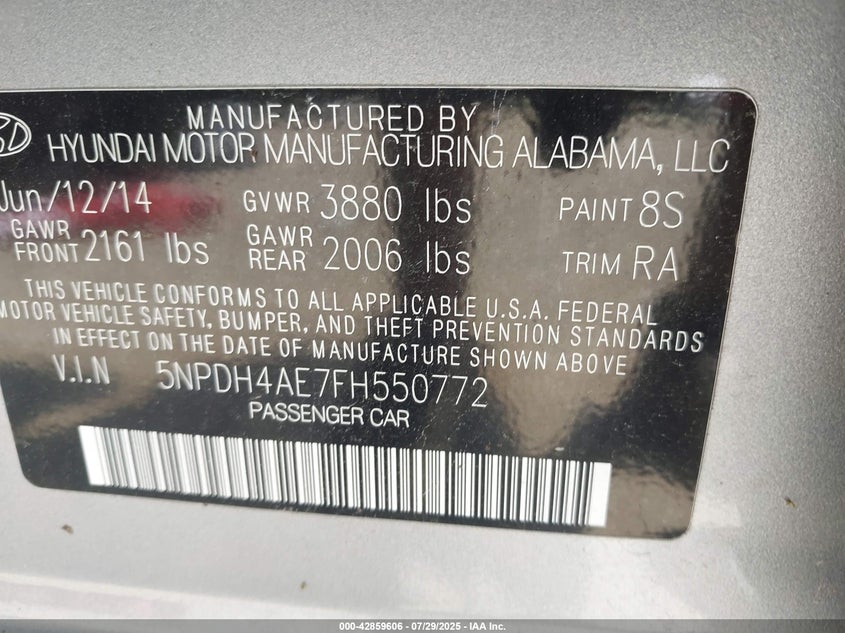 MANUFACTURED BY
HYUNDAI MOTOR MANUFACTURING ALABAMA, LLC
Jun/12/14 GVWR 3880 lbs PAINT 8S
GAWR FRONT 2161 lbs GAWR REAR 2006 lbs TRIM RA
THIS VEHICLE CONFORMS TO ALL APPLICABLE U.S.A. FEDERAL
MOTOR VEHICLE SAFETY, BUMPER, AND THEFT PREVENTION STANDARDS
IN EFFECT ON THE DATE OF MANUFACTURE SHOWN ABOVE
V.I.N 5NPDH4AE7FH550772
PASSENGER CAR
000-42859606 - 07/29/2025 - IAA Inc.